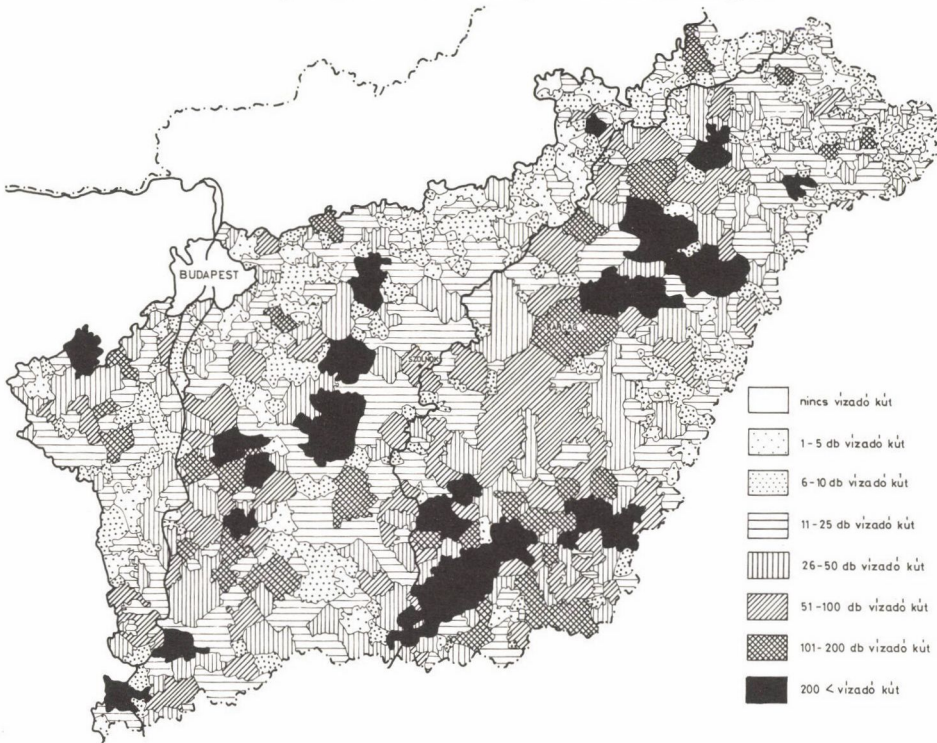 BUDAPEST
KARCAG
SZOLNOK
nincs vízadó kút
1-5 db vízadó kút
6-10 db vízadó kút
11-25 db vízadó kút
26-50 db vízadó kút
51-100 db vízadó kút
101-200 db vízadó kút
200 < vízadó kút